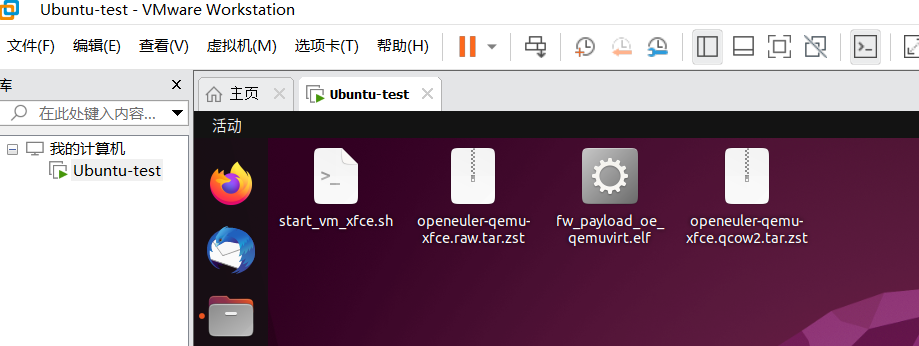 Ubuntu-test - VMware Workstation
文件(F) 编辑(E) 查看(V) 虚拟机(M) 选项卡(T) 帮助(H)
库
主页
Ubuntu-test
在此处键入内容...
活动
我的计算机
Ubuntu-test
start_vm_xfce.sh
openeuler-qemu-
xfce.raw.tar.zst
fw_payload_oe_
qemuvirt.elf
openeuler-qemu-
xfce.qcow2.tar.zst